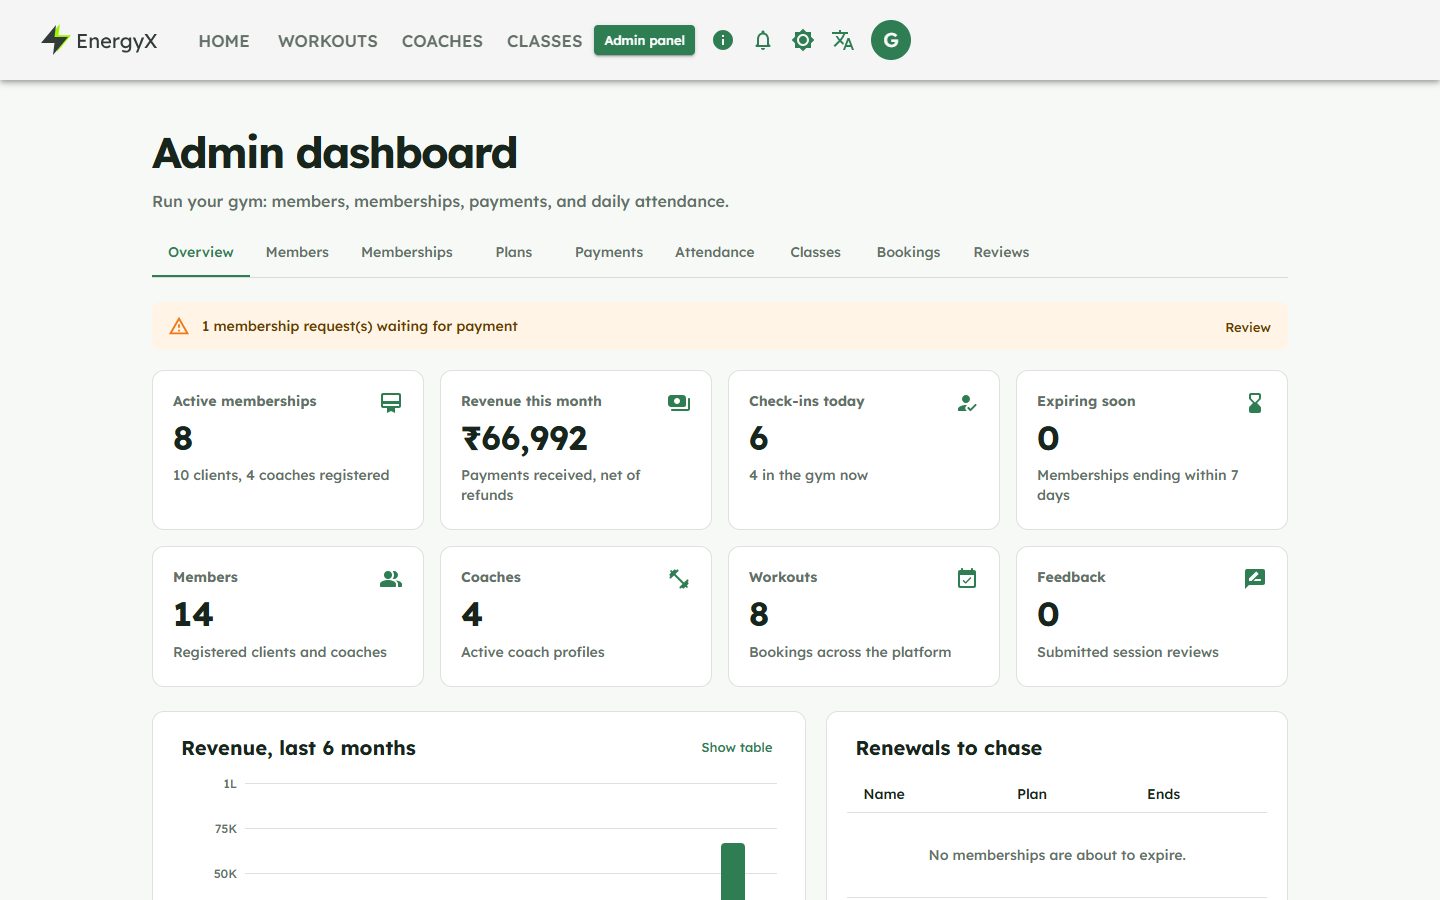 EnergyX
HOME
WORKOUTS
COACHES
CLASSES
Admin panel
G
Admin dashboard
Run your gym: members, memberships, payments, and daily attendance.
Overview
Members
Memberships
Plans
Payments
Attendance
Classes
Bookings
Reviews
1 membership request(s) waiting for payment
Review
Active memberships
8
10 clients, 4 coaches registered
Revenue this month
₹66,992
Payments received, net of
refunds
Check-ins today
6
4 in the gym now
Expiring soon
0
Memberships ending within 7
days
Members
14
Registered clients and coaches
Coaches
4
Active coach profiles
Workouts
8
Bookings across the platform
Feedback
0
Submitted session reviews
Revenue, last 6 months
Show table
1L
75K
50K
Renewals to chase
Name
Plan
Ends
No memberships are about to expire.